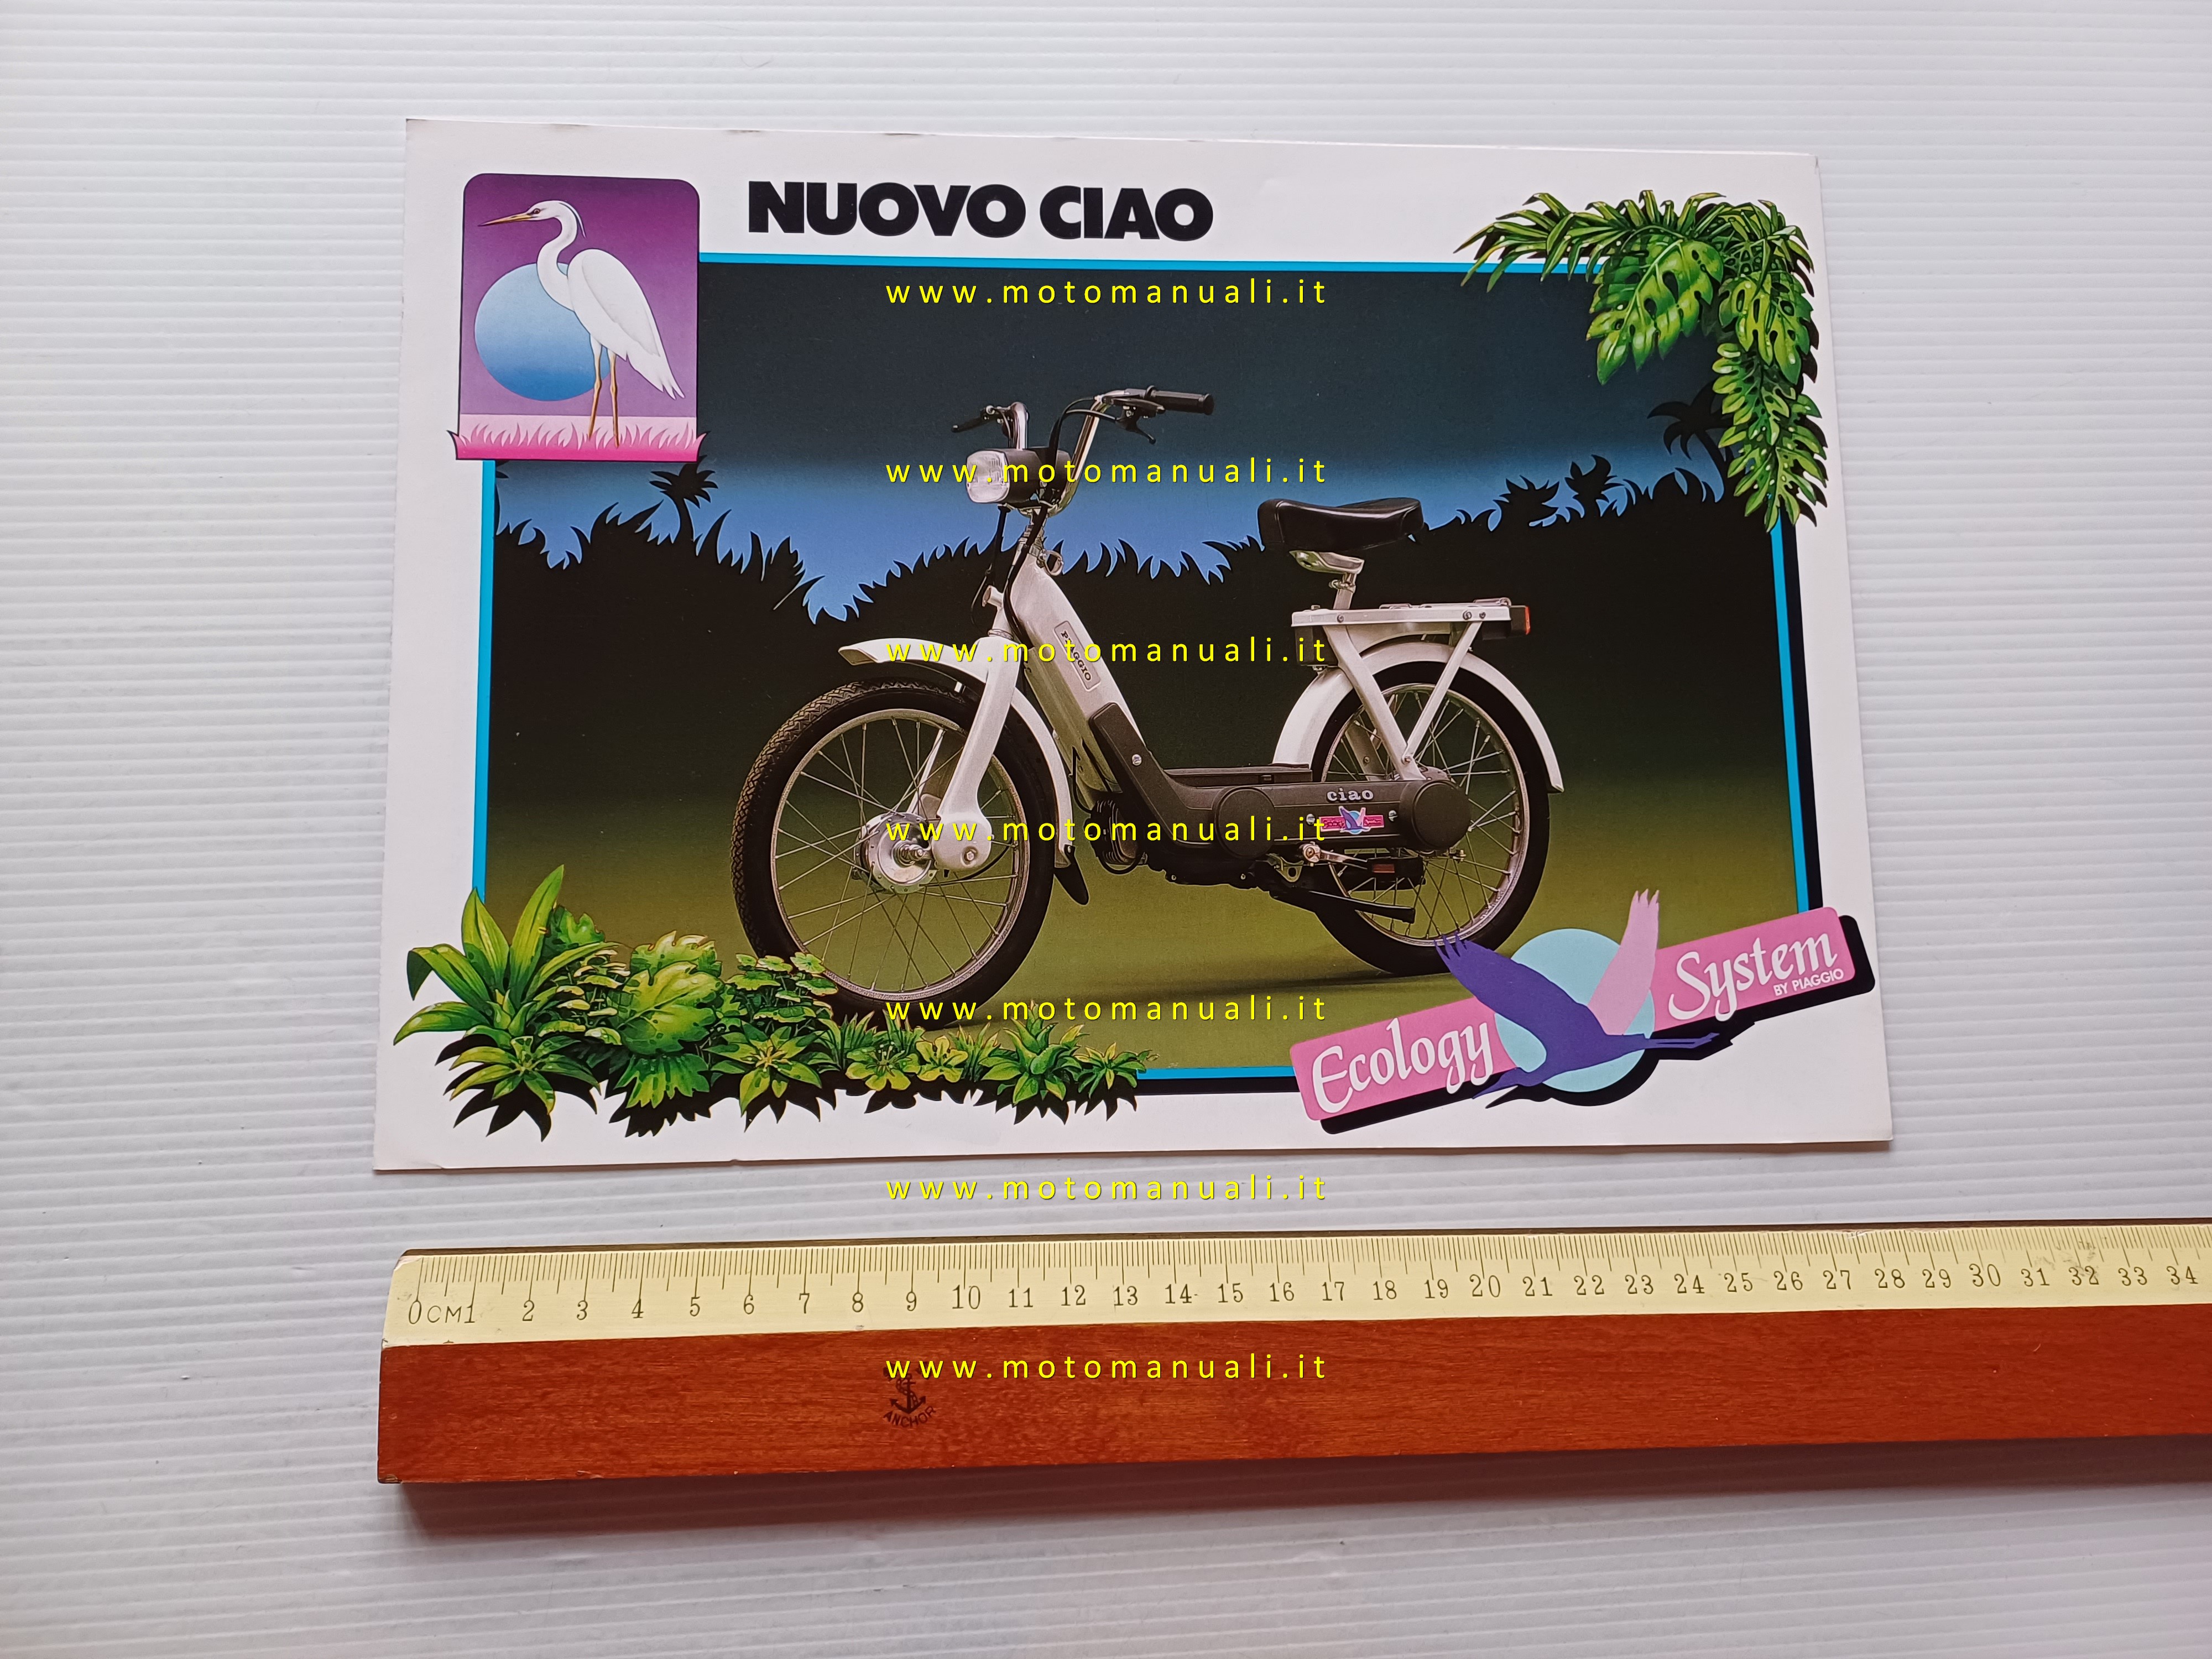 NUOVO CIAO
www.motomanuali.it
www.motomanuali.it
PIAGGIO
www.motomanuali.it
ciao
www.motomanuali.it
Ecology System
BY PIAGGIO
www.motomanuali.it
www.motomanuali.it
0CM1 2 3 4 5 6 7 8 9 10 11 12 13 14 15 16 17 18 19 20 21 22 23 24 25 26 27 28 29 30 31 32 33 34
www.motomanuali.it
ANCHOR